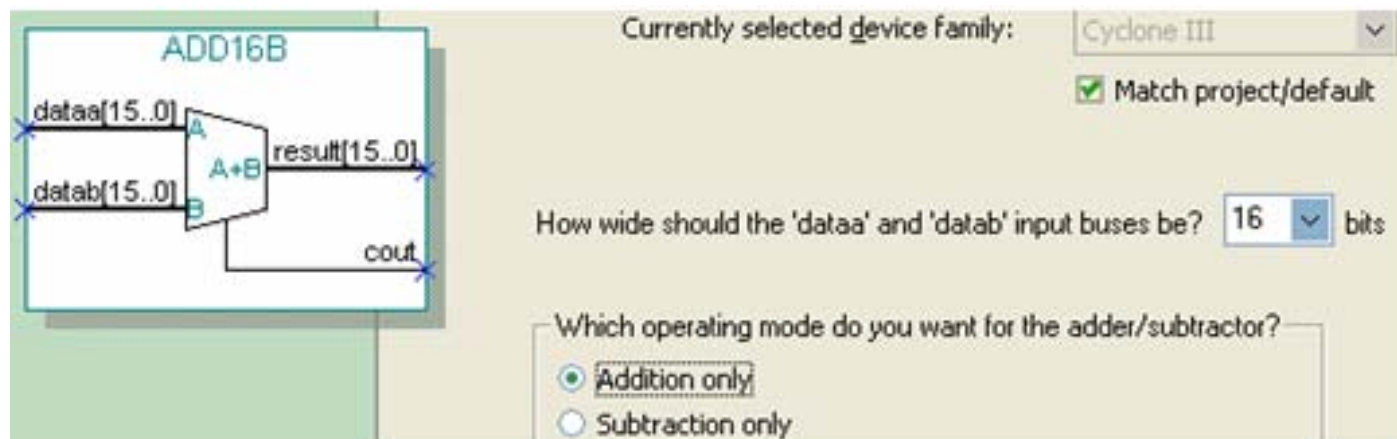 ADD16B
dataa[15..0]
A
A+B
result[15..0]
datab[15..0]
B
cout
Currently selected device family:
Cyclone III
Match project/default
How wide should the 'dataa' and 'datab' input buses be?
16
bits
Which operating mode do you want for the adder/subtractor?
Addition only
Subtraction only